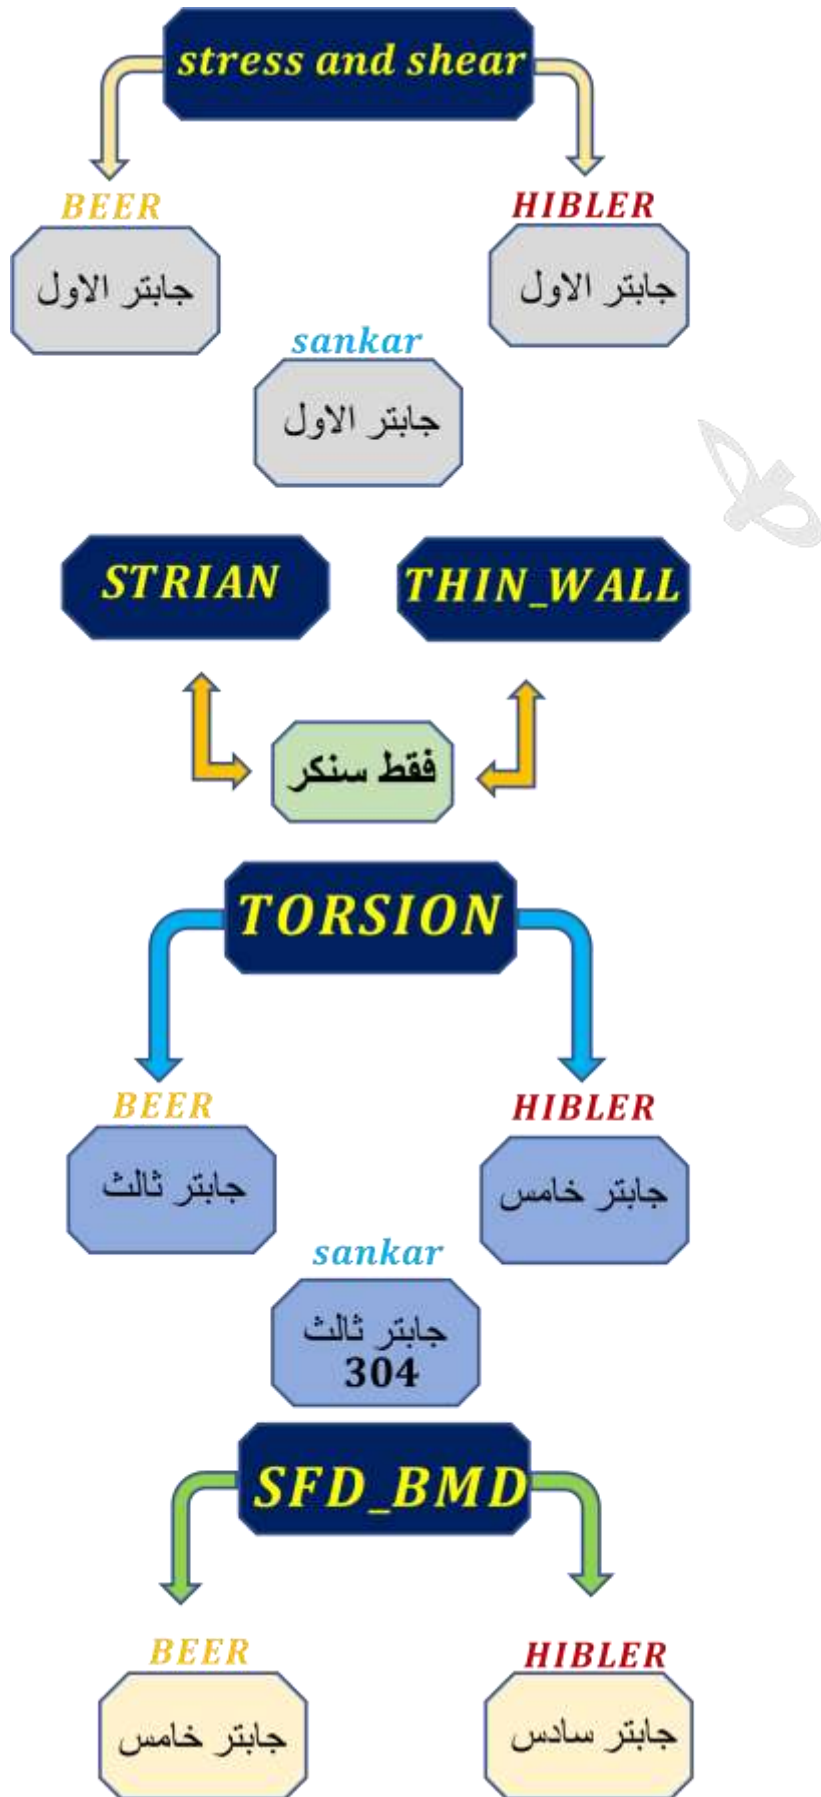 stress and shear
BEER
HIBLER
جابتر الاول
جابتر الاول
sankar
جابتر الاول
STRIAN
THIN_WALL
فقط سنكر
TORSION
BEER
HIBLER
جابتر ثالث
جابتر خامس
sankar
جابتر ثالث
304
SFD_BMD
BEER
HIBLER
جابتر خامس
جابتر سادس